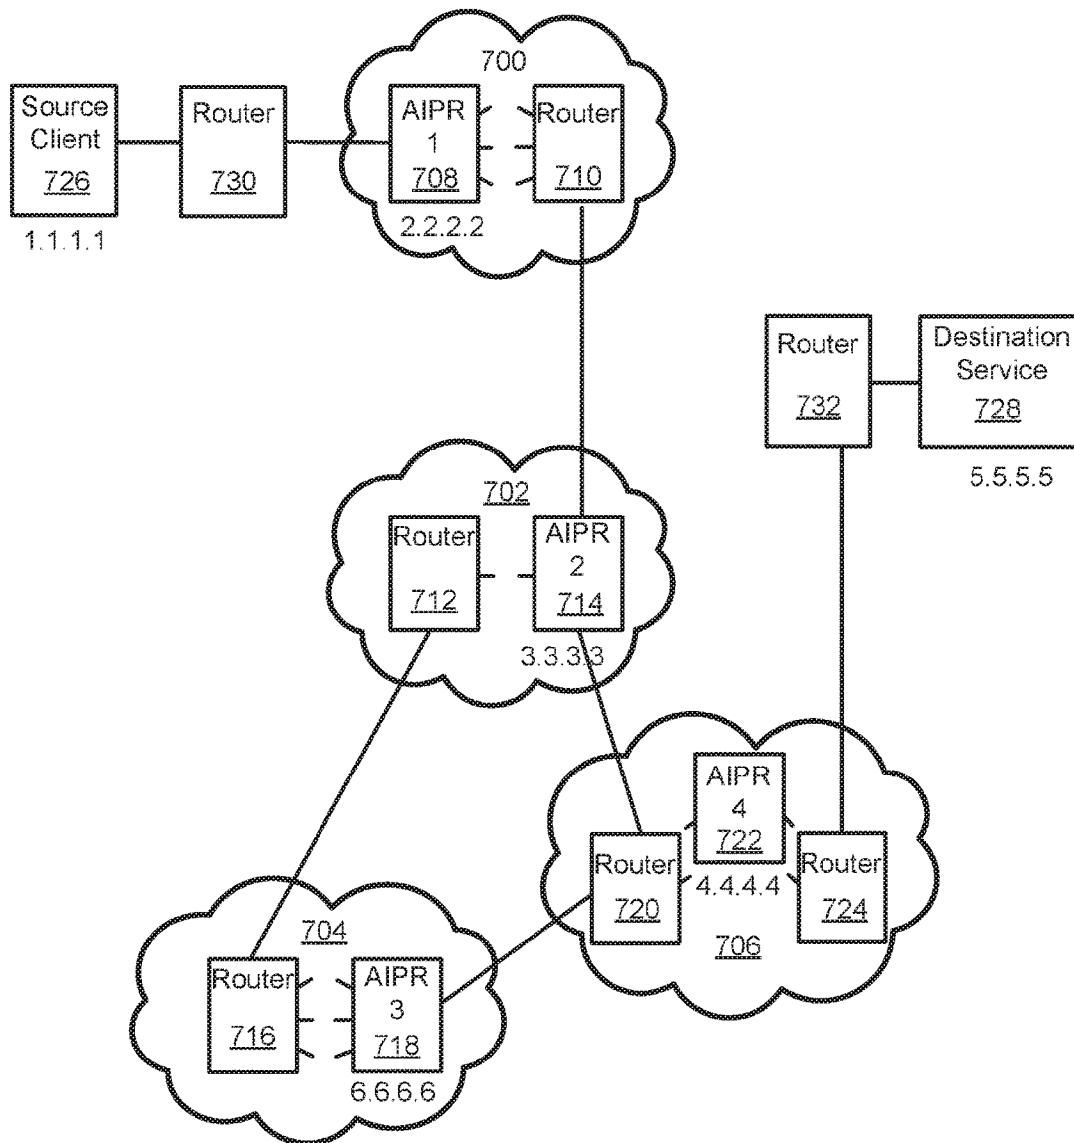 700
Source
Client
726
1.1.1.1
Router
730
AIPR
1
708
2.2.2.2
Router
710
Router
732
Destination
Service
728
5.5.5.5
702
Router
712
AIPR
2
714
3.3.3.3
AIPR
4
722
4.4.4.4
Router
720
Router
724
706
704
Router
716
AIPR
3
718
6.6.6.6